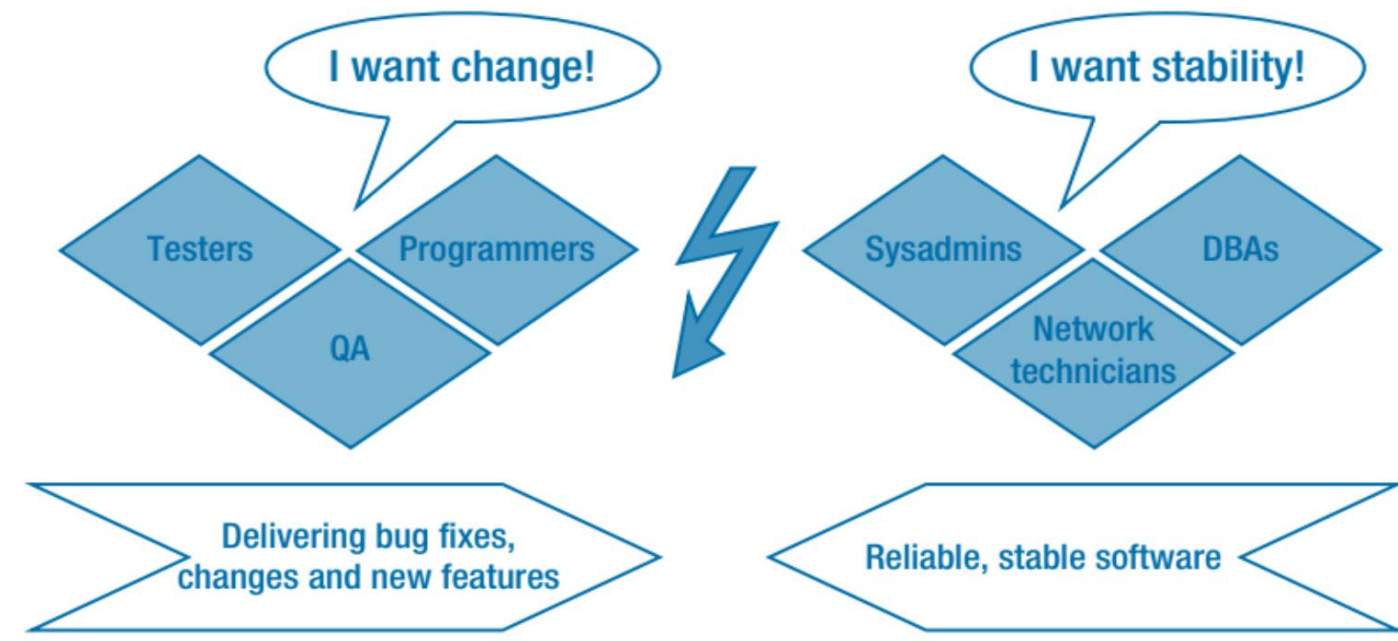 I want change!
I want stability!
Testers
Programmers
QA
Sysadmins
DBAs
Network
technicians
Delivering bug fixes,
changes and new features
Reliable, stable software